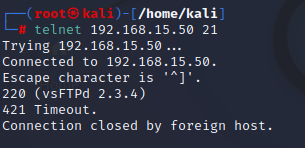 ┌──(root㉿kali)-[/home/kali]
└─# telnet 192.168.15.50 21
Trying 192.168.15.50...
Connected to 192.168.15.50.
Escape character is '^]'.
220 (vsFTPd 2.3.4)
421 Timeout.
Connection closed by foreign host.